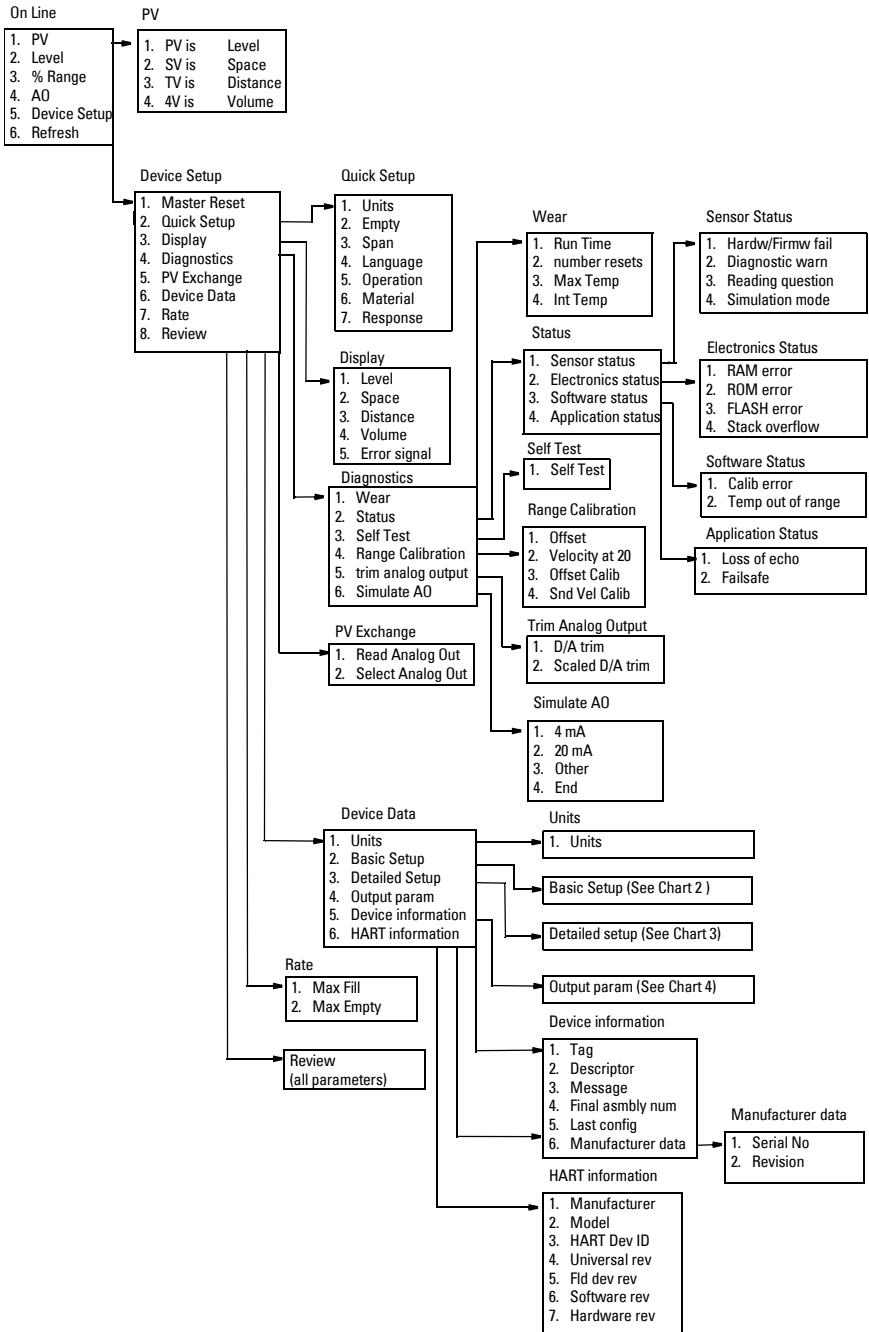 On Line
1. PV
2. Level
3. % Range
4. AO
5. Device Setup
6. Refresh
PV
1. PV is Level
2. SV is Space
3. TV is Distance
4. 4V is Volume
Device Setup
1. Master Reset
2. Quick Setup
3. Display
4. Diagnostics
5. PV Exchange
6. Device Data
7. Rate
8. Review
Quick Setup
1. Units
2. Empty
3. Span
4. Language
5. Operation
6. Material
7. Response
Display
1. Level
2. Space
3. Distance
4. Volume
5. Error signal
Diagnostics
1. Wear
2. Status
3. Self Test
4. Range Calibration
5. trim analog output
6. Simulate AO
PV Exchange
1. Read Analog Out
2. Select Analog Out
Wear
1. Run Time
2. number resets
3. Max Temp
4. Int Temp
Status
1. Sensor status
2. Electronics status
3. Software status
4. Application status
Self Test
1. Self Test
Range Calibration
1. Offset
2. Velocity at 20
3. Offset Calib
4. Snd Vel Calib
Trim Analog Output
1. D/A trim
2. Scaled D/A trim
Simulate AO
1. 4 mA
2. 20 mA
3. Other
4. End
Sensor Status
1. Hardw/Firmw fail
2. Diagnostic warn
3. Reading question
4. Simulation mode
Electronics Status
1. RAM error
2. ROM error
3. FLASH error
4. Stack overflow
Software Status
1. Calib error
2. Temp out of range
Application Status
1. Loss of echo
2. Failsafe
Device Data
1. Units
2. Basic Setup
3. Detailed Setup
4. Output param
5. Device information
6. HART information
Rate
1. Max Fill
2. Max Empty
Review
(all parameters)
Units
1. Units
Basic Setup (See Chart 2 )
Detailed setup (See Chart 3)
Output param (See Chart 4)
Device information
1. Tag
2. Descriptor
3. Message
4. Final asmbly num
5. Last config
6. Manufacturer data
Manufacturer data
1. Serial No
2. Revision
HART information
1. Manufacturer
2. Model
3. HART Dev ID
4. Universal rev
5. Fld dev rev
6. Software rev
7. Hardware rev